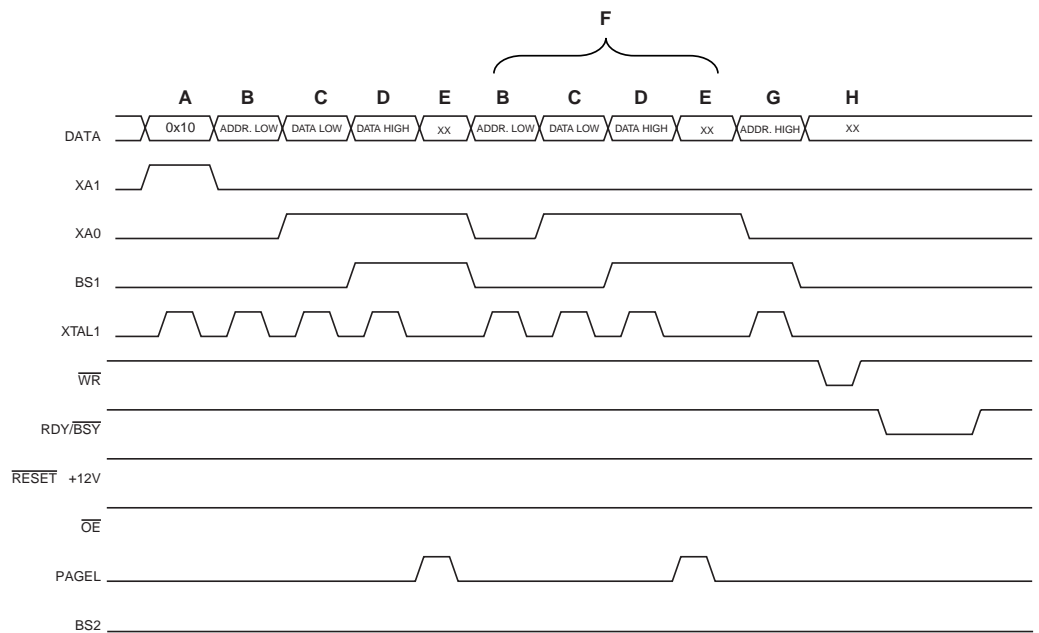 F
A B C D E B C D E G H
DATA 0x10 ADDR. LOW DATA LOW DATA HIGH XX ADDR. LOW DATA LOW DATA HIGH XX ADDR. HIGH XX
XA1
XA0
BS1
XTAL1
WR
RDY/BSY
RESET +12V
OE
PAGEL
BS2